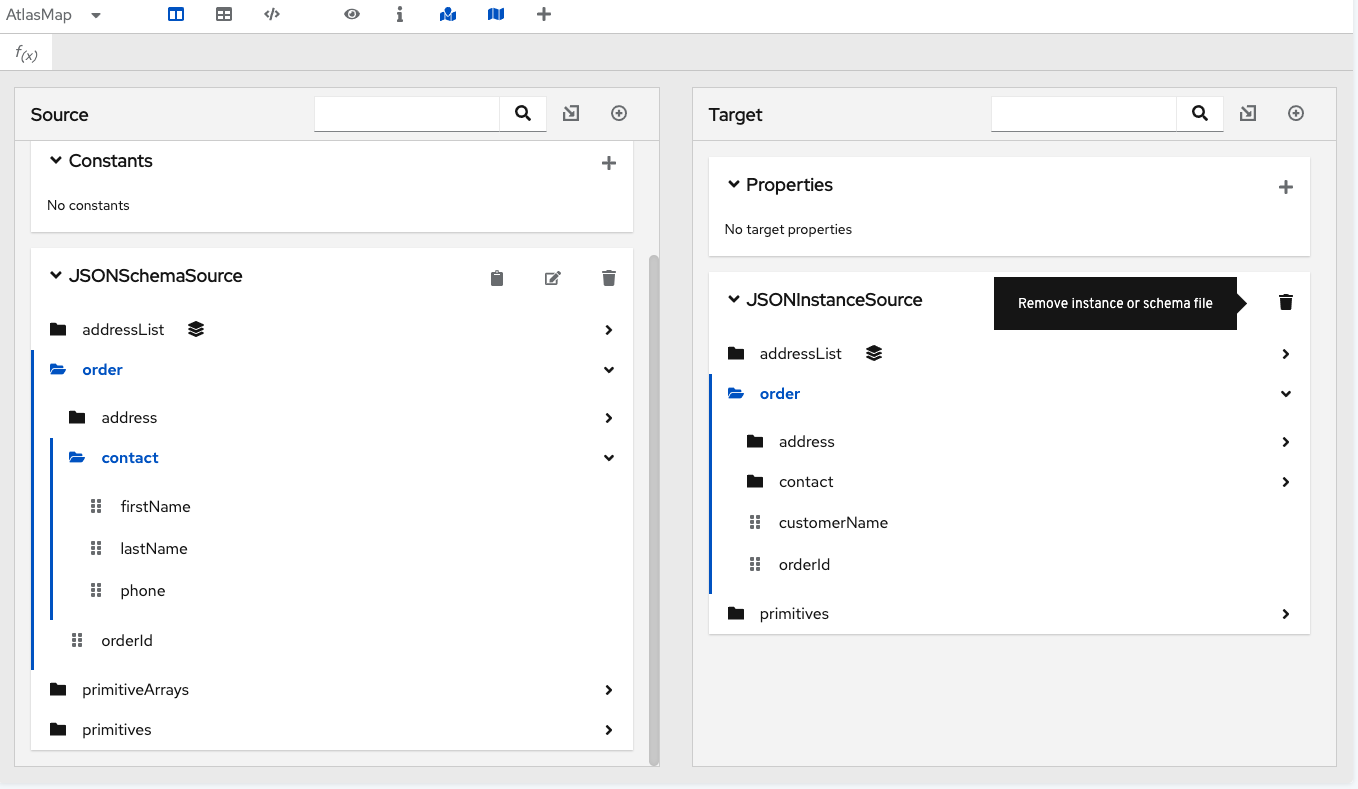 AtlasMap
f(x)
Source
Constants
No constants
JSONSchemaSource
addressList
order
address
contact
firstName
lastName
phone
orderId
primitiveArrays
primitives
Target
Properties
No target properties
JSONInstanceSource
Remove instance or schema file
addressList
order
address
contact
customerName
orderId
primitives